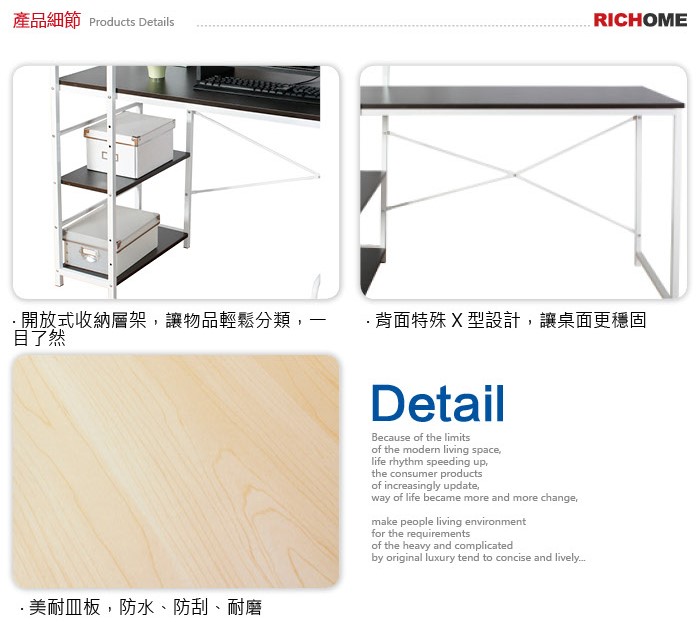 產品細節 Products Details RICHOME
· 開放式收納層架，讓物品輕鬆分類，一
目了然
· 背面特殊 X 型設計，讓桌面更穩固
Detail
Because of the limits
of the modern living space,
life rhythm speeding up,
the consumer products
of increasingly update,
way of life became more and more change,
make people living environment
for the requirements
of the heavy and complicated
by original luxury tend to concise and lively...
· 美耐皿板，防水、防刮、耐磨